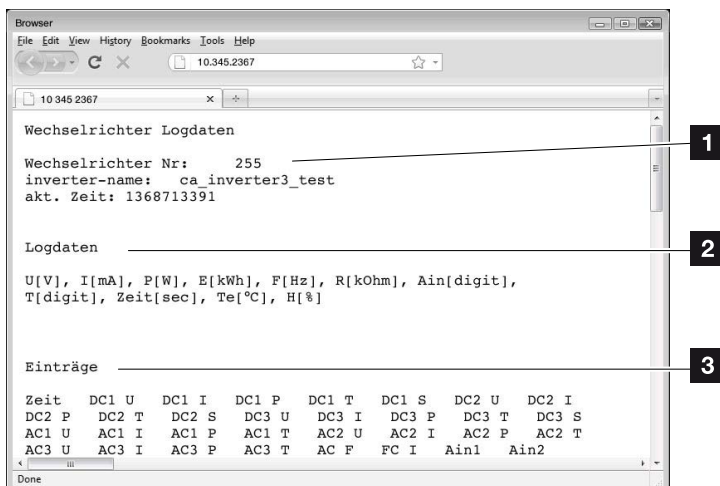 Browser
File Edit View History Bookmarks Tools Help
10.345.2367
10 345 2367
Wechselrichter Logdaten
Wechselrichter Nr: 255
inverter-name: ca_inverter3_test
akt. Zeit: 1368713391
1
Logdaten
2
U[V], I[mA], P[W], E[kWh], F[Hz], R[kOhm], Ain[digit],
T[digit], Zeit[sec], Te[°C], H[%]
Einträge
3
Zeit DC1 U DC1 I DC1 P DC1 T DC1 S DC2 U DC2 I
DC2 P DC2 T DC2 S DC3 U DC3 I DC3 P DC3 T DC3 S
AC1 U AC1 I AC1 P AC1 T AC2 U AC2 I AC2 P AC2 T
AC3 U AC3 I AC3 P AC3 T AC F FC I Ain1 Ain2
Done